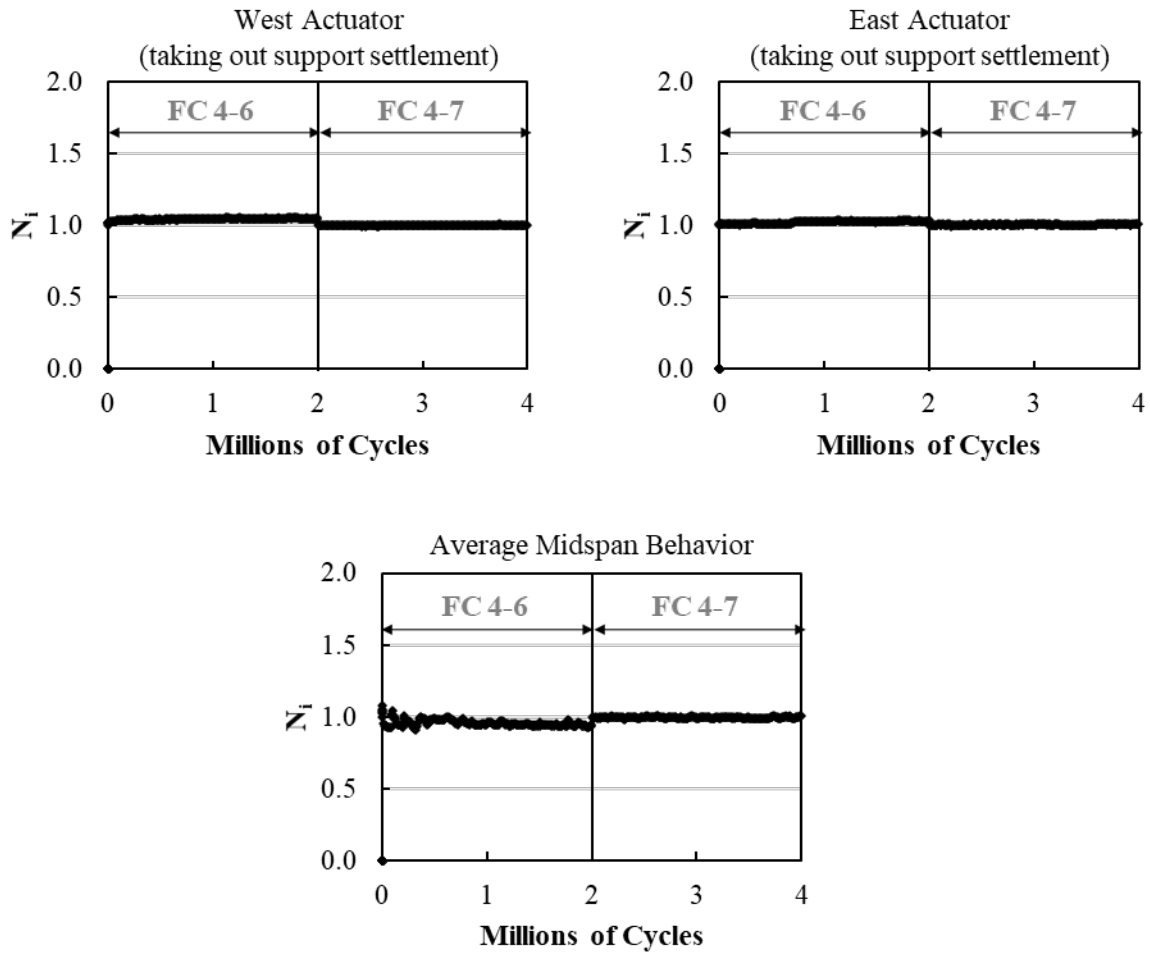 West Actuator
(taking out support settlement)
2.0
FC 4-6 FC 4-7
1.5
1.0
0.5
0.0
N_i
0 1 2 3 4
Millions of Cycles
East Actuator
(taking out support settlement)
2.0
FC 4-6 FC 4-7
1.5
1.0
0.5
0.0
N_i
0 1 2 3 4
Millions of Cycles
Average Midspan Behavior
2.0
FC 4-6 FC 4-7
1.5
1.0
0.5
0.0
N_i
0 1 2 3 4
Millions of Cycles